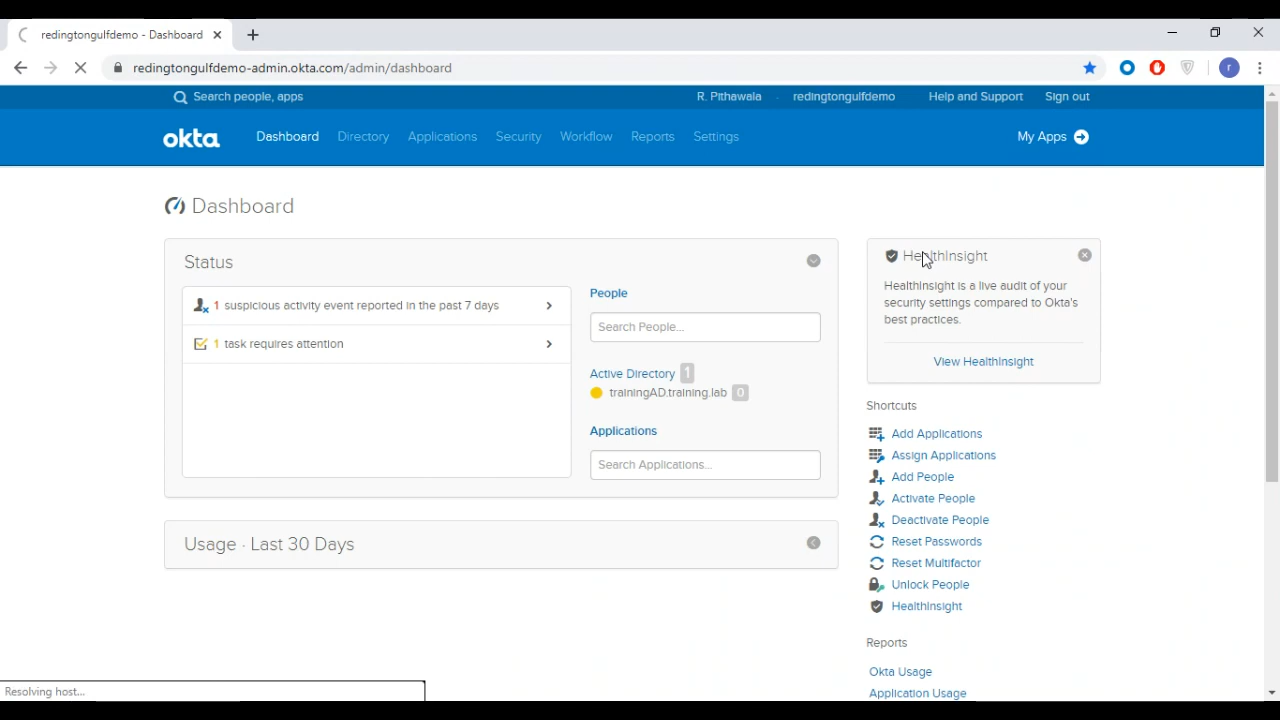 redingtongulfdemo - Dashboard
redingtongulfdemo-admin.okta.com/admin/dashboard
r
Search people, apps
R. Pithawala
redingtongulfdemo
Help and Support
Sign out
okta
Dashboard
Directory
Applications
Security
Workflow
Reports
Settings
My Apps
Dashboard
Status
1 suspicious activity event reported in the past 7 days
1 task requires attention
People
Search People...
Active Directory 1
trainingAD.training.lab 0
Applications
Search Applications...
Usage · Last 30 Days
HealthInsight
HealthInsight is a live audit of your
security settings compared to Okta's
best practices.
View HealthInsight
Shortcuts
Add Applications
Assign Applications
Add People
Activate People
Deactivate People
Reset Passwords
Reset Multifactor
Unlock People
HealthInsight
Reports
Okta Usage
Application Usage
Resolving host...